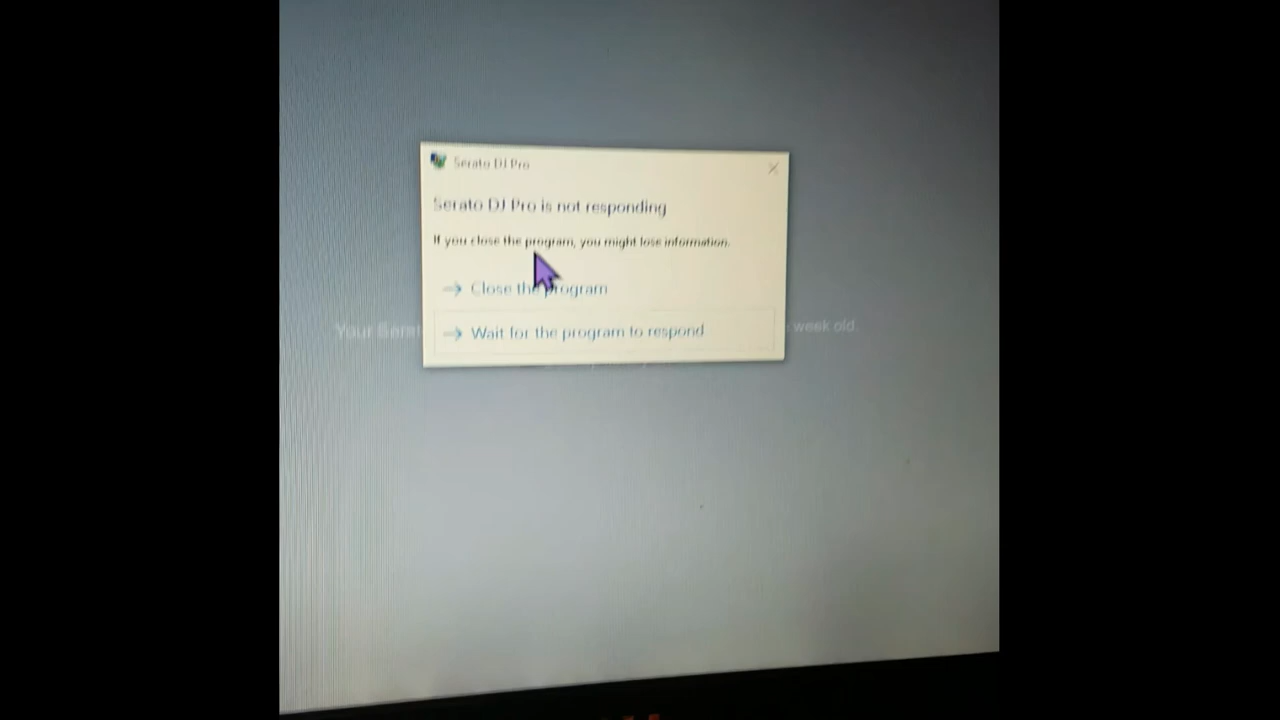 Serato DJ Pro
Serato DJ Pro is not responding
If you close the program, you might lose information.
Close the program
Your
Wait for the program to respond
week old.